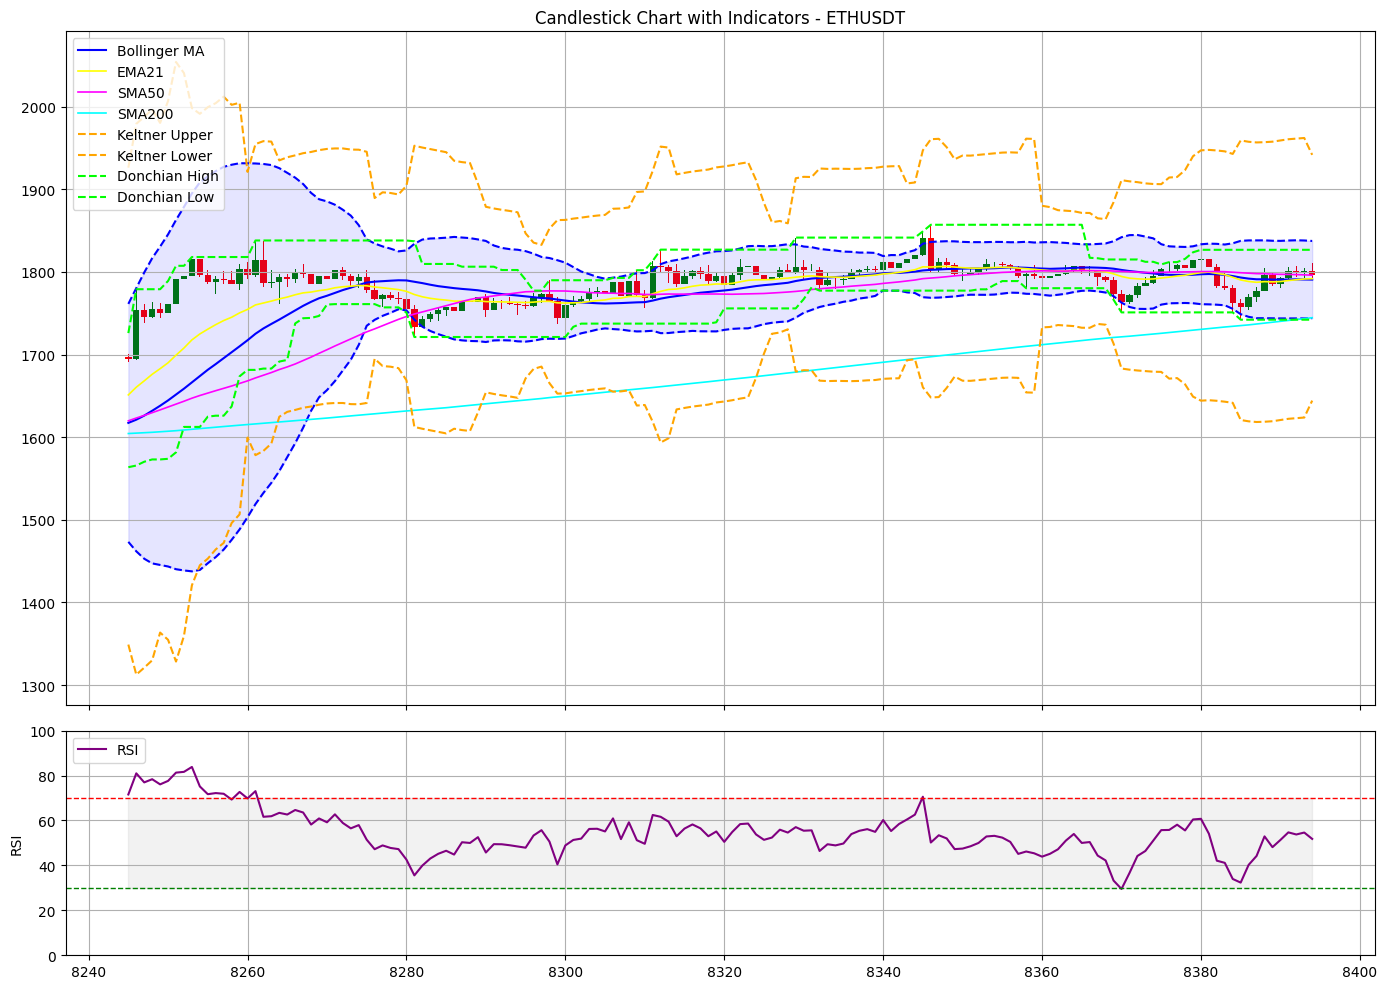 Candlestick Chart with Indicators - ETHUSDT
Bollinger MA
EMA21
SMA50
SMA200
Keltner Upper
Keltner Lower
Donchian High
Donchian Low
2000
1900
1800
1700
1600
1500
1400
1300
RSI
100
80
60
40
20
0
RSI
8240
8260
8280
8300
8320
8340
8360
8380
8400